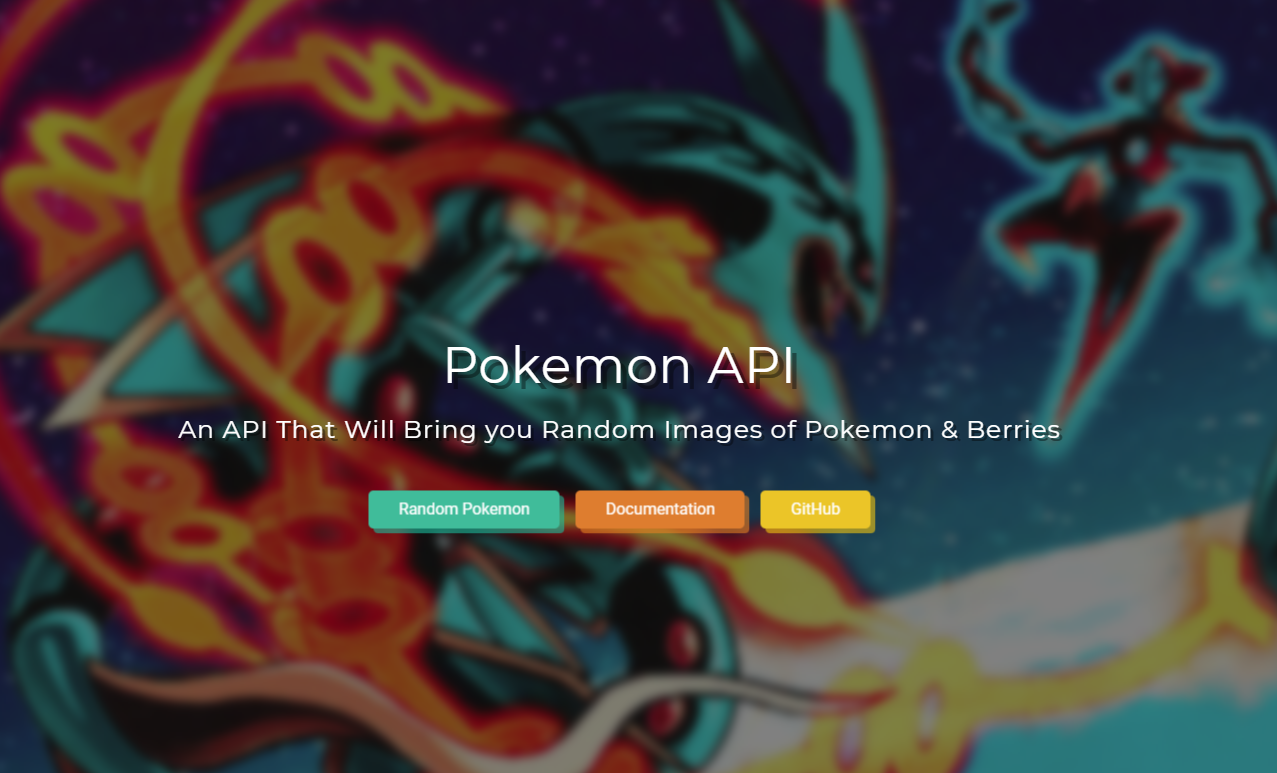 Pokemon API
An API That Will Bring you Random Images of Pokemon & Berries
Random Pokemon Documentation GitHub